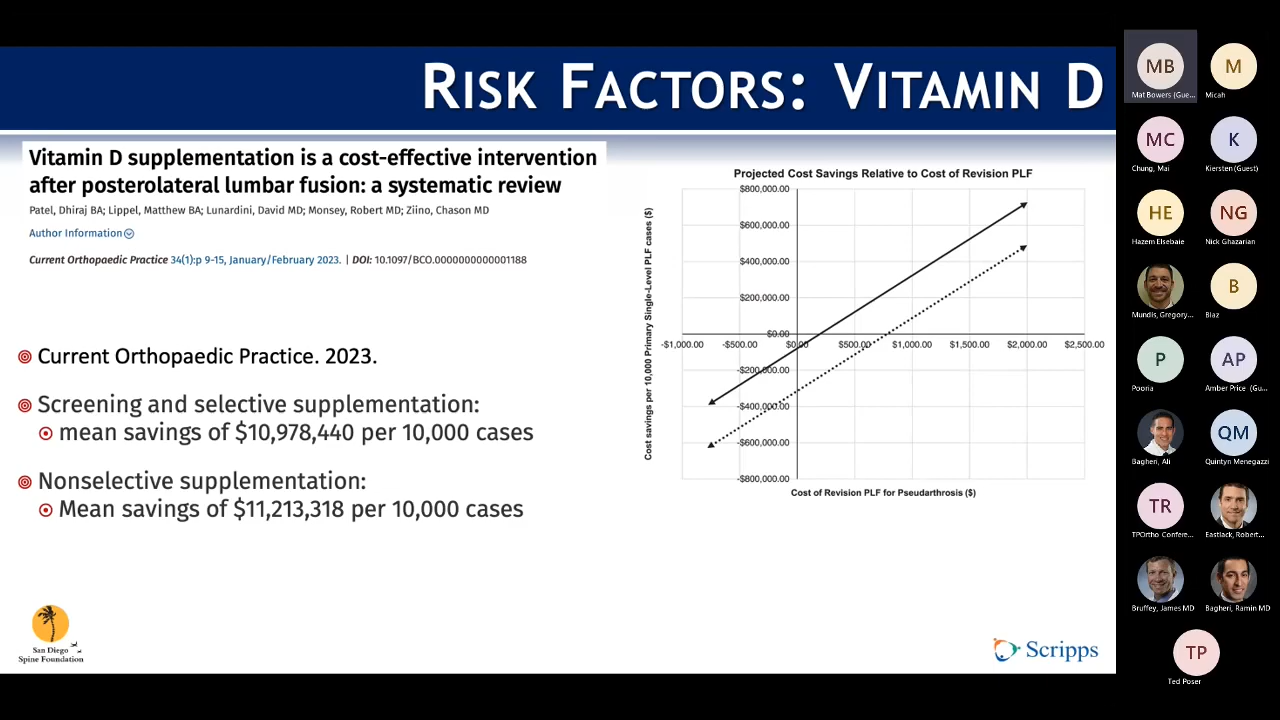 RISK FACTORS: VITAMIN D
Vitamin D supplementation is a cost-effective intervention
after posterolateral lumbar fusion: a systematic review
Patel, Dhiraj BA; Lippel, Matthew BA; Lunardini, David MD; Monsey, Robert MD; Ziino, Chason MD
Author Information
Current Orthopaedic Practice 34(1):p 9-15, January/February 2023. | DOI: 10.1097/BCO.0000000000001188
Current Orthopaedic Practice. 2023.
Screening and selective supplementation:
mean savings of $10,978,440 per 10,000 cases
Nonselective supplementation:
Mean savings of $11,213,318 per 10,000 cases
Projected Cost Savings Relative to Cost of Revision PLF
Cost savings per 10,000 Primary Single-Level PLF cases ($)
$800,000.00
$600,000.00
$400,000.00
$200,000.00
$0.00
-$1,000.00 -$500.00 $0.00 $500.00 $1,000.00 $1,500.00 $2,000.00 $2,500.00
-$200,000.00
-$400,000.00
-$600,000.00
-$800,000.00
Cost of Revision PLF for Pseudarthrosis ($)
San Diego
Spine Foundation
Scripps
MB
Mat Bowers (Gue...
M
Micah
MC
Chung, Mai
K
Kiersten (Guest)
HE
Hazem Elsebaie
NG
Nick Ghazarian
Mundis, Gregory...
B
Blaz
P
Pooria
AP
Amber Price (Gu...
Bagheri, Ali
QM
Quintyn Menegazzi
TR
TPOrtho Confere...
Eastlack, Robert...
Bruffey, James MD
Bagheri, Ramin MD
TP
Ted Poser